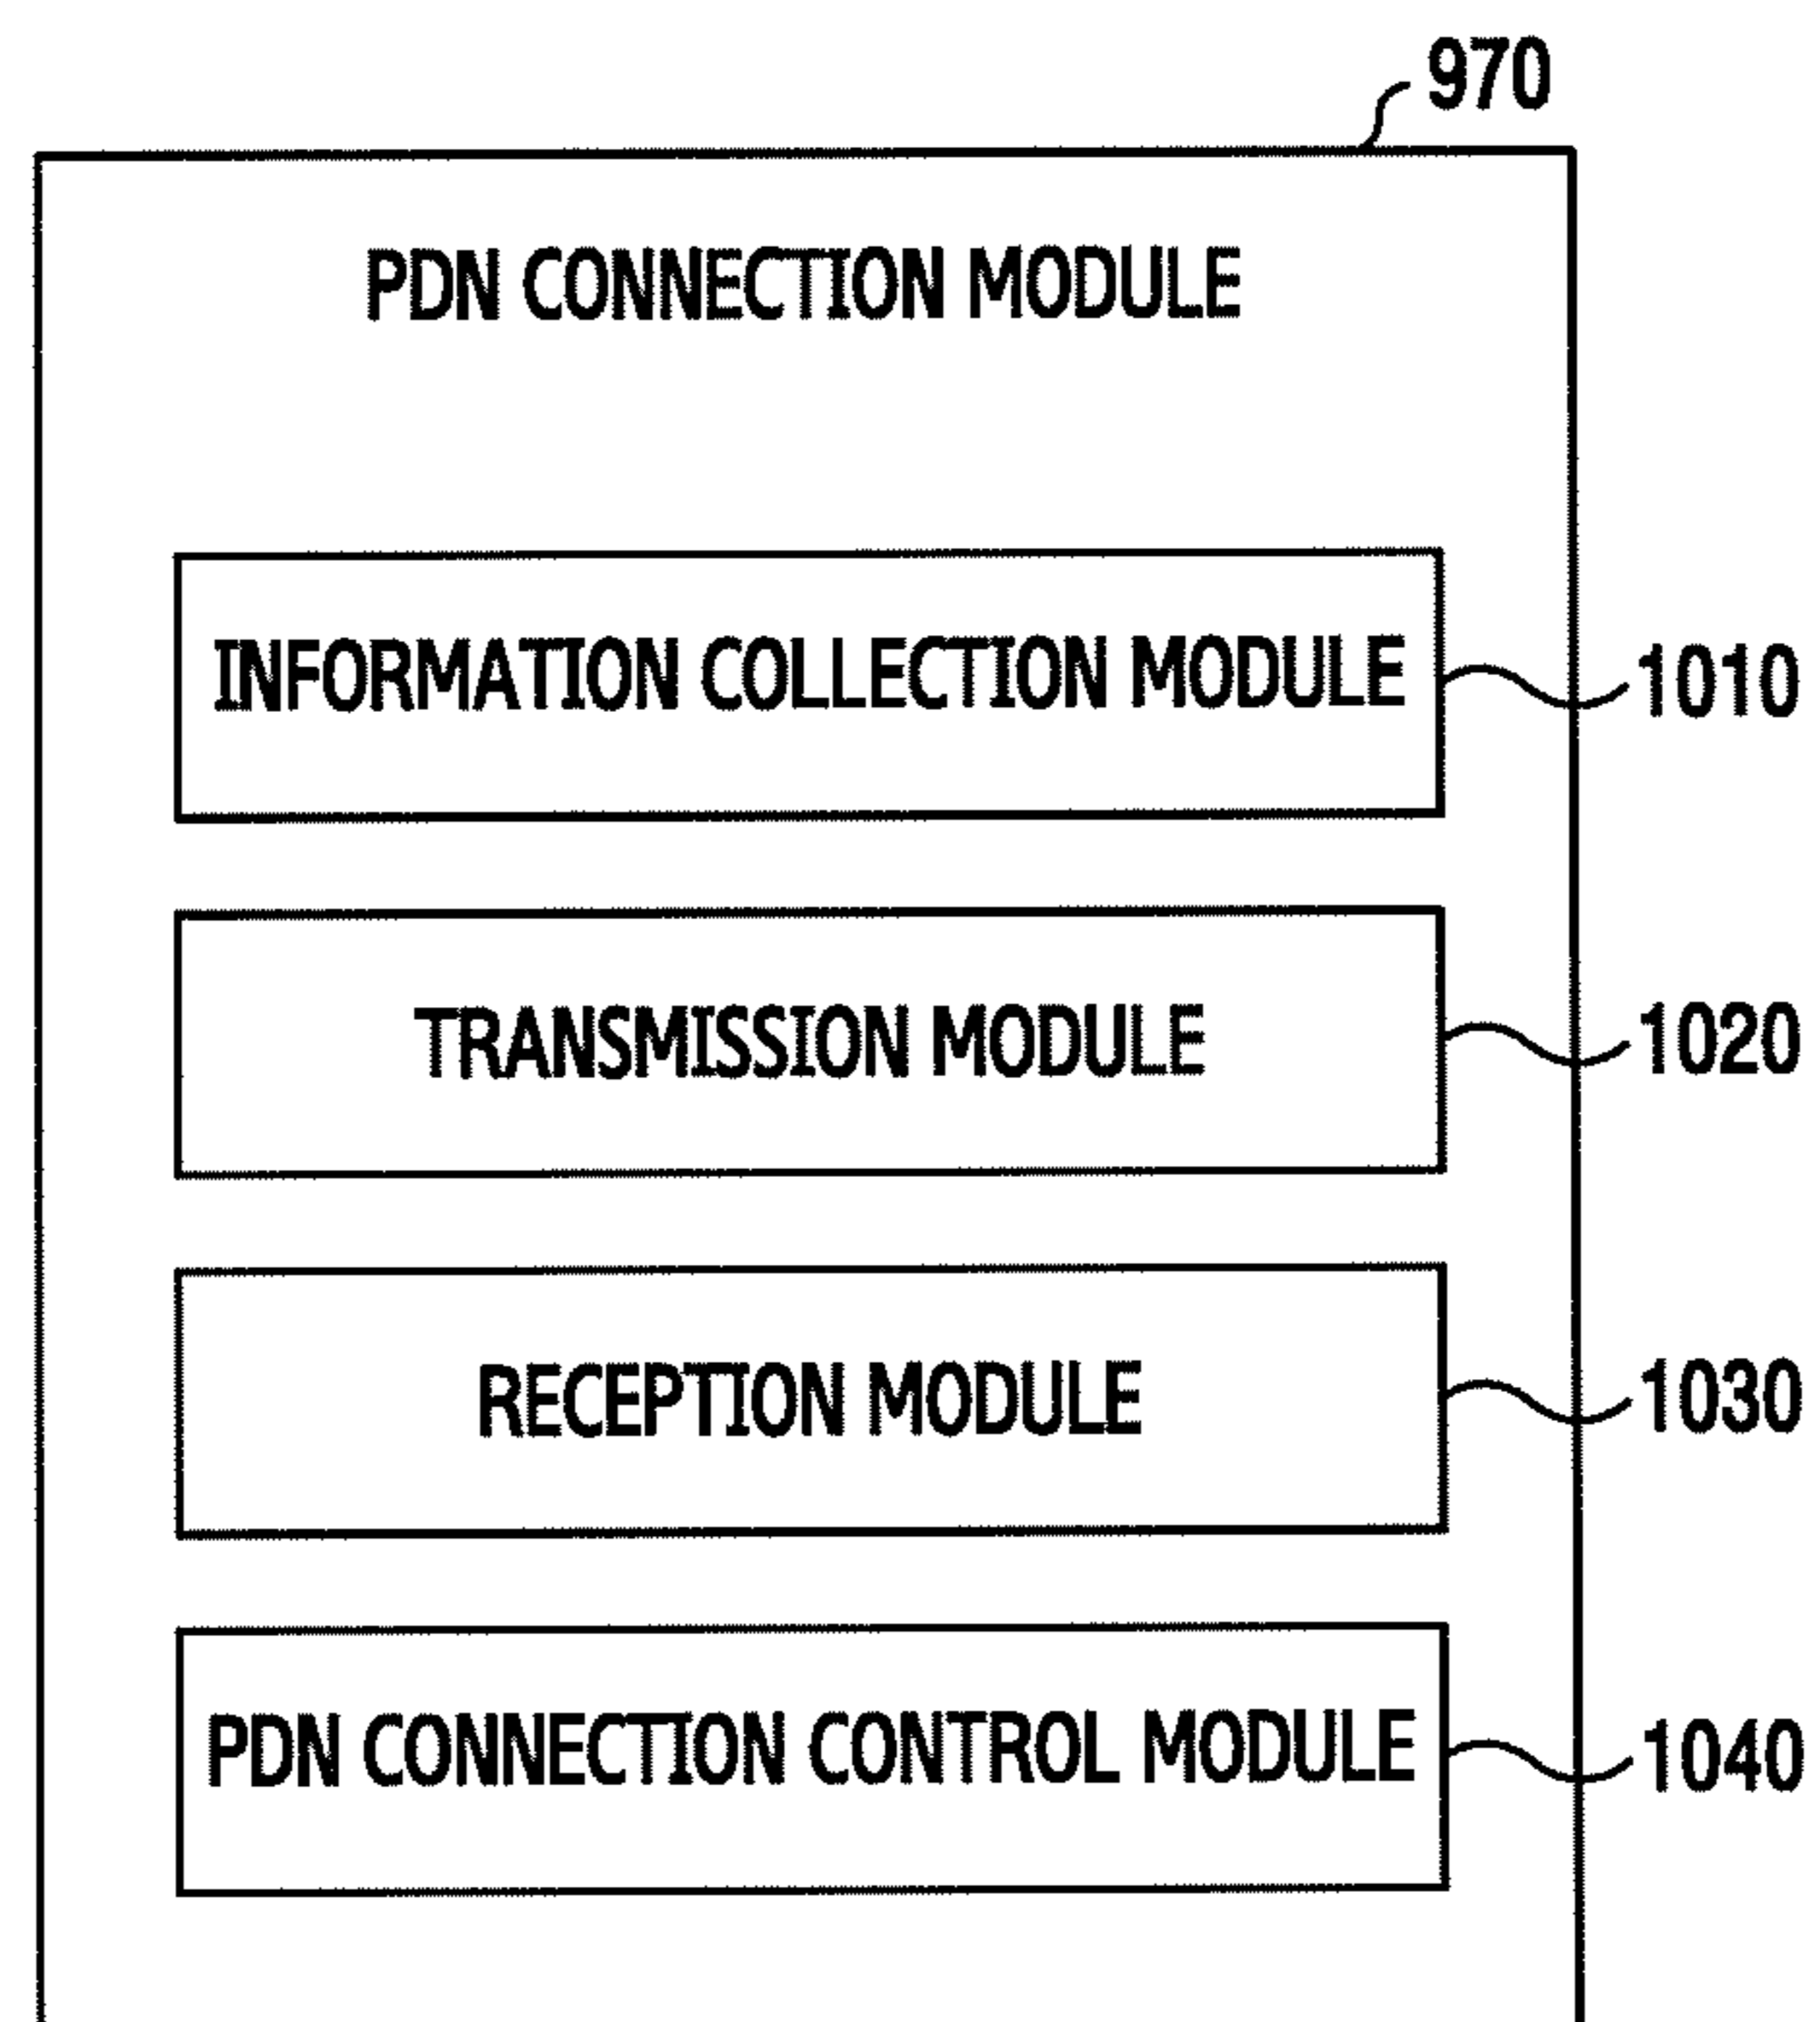 970
PDN CONNECTION MODULE
INFORMATION COLLECTION MODULE
1010
TRANSMISSION MODULE
1020
RECEPTION MODULE
1030
PDN CONNECTION CONTROL MODULE
1040